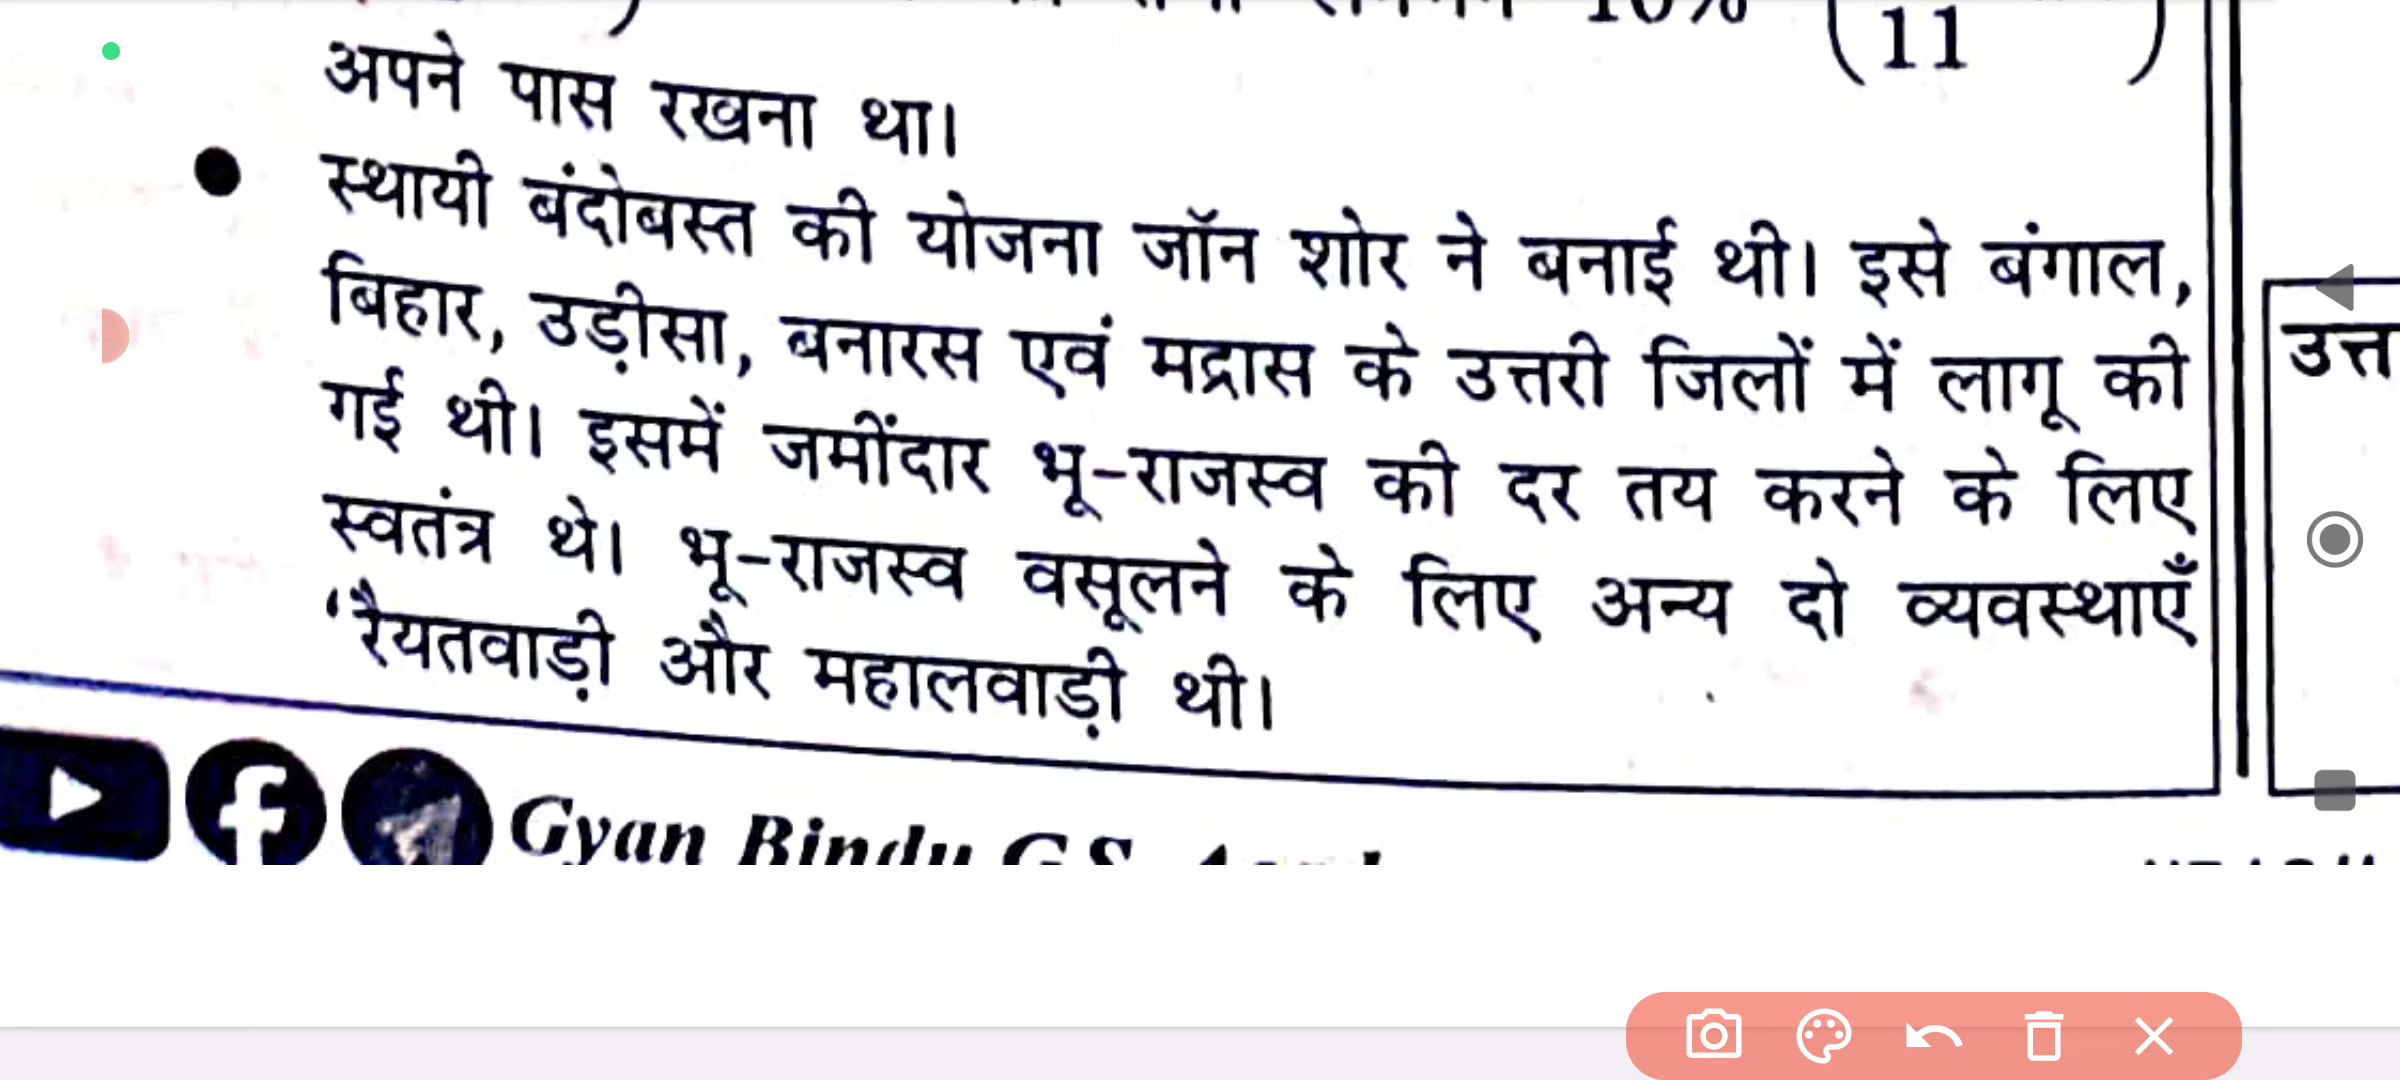 10% ( 11 )
अपने पास रखना था।
● स्थायी बंदोबस्त की योजना जॉन शोर ने बनाई थी। इसे बंगाल,
बिहार, उड़ीसा, बनारस एवं मद्रास के उत्तरी जिलों में लागू की
गई थी। इसमें जमींदार भू-राजस्व की दर तय करने के लिए
स्वतंत्र थे। भू-राजस्व वसूलने के लिए अन्य दो व्यवस्थाएँ
‘रैयतवाड़ी और महालवाड़ी थी।
उत्त
Gyan Bindu G.S.